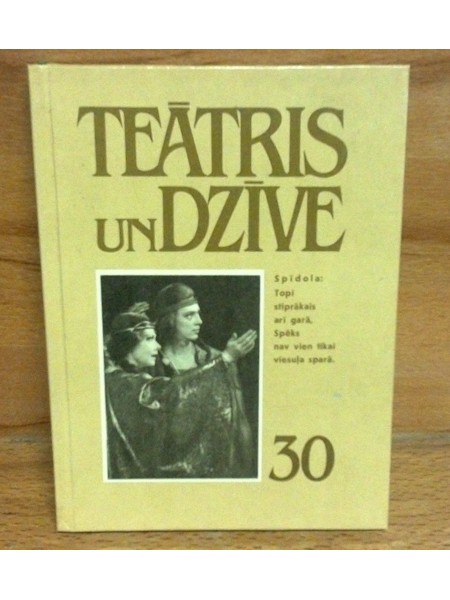 TEĀTRIS
UN DZĪVE
Spīdola:
Topi
stiprākais
arī garā,
Spēks
nav vien tikai
viesuļa sparā.
30